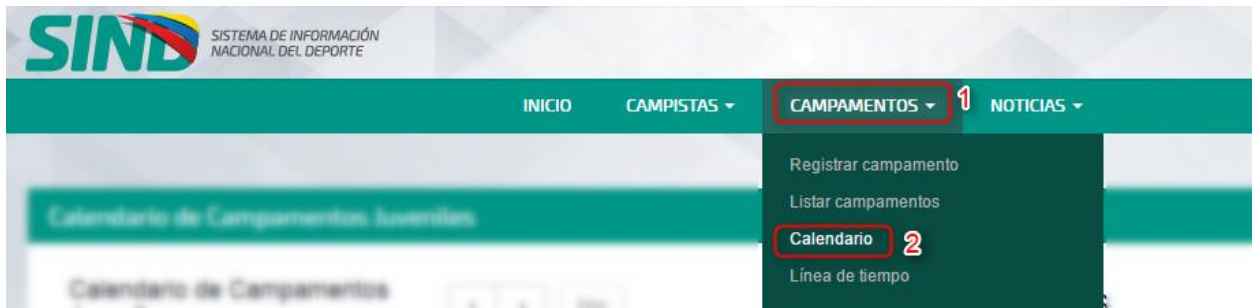 SIND
SISTEMA DE INFORMACIÓN
NACIONAL DEL DEPORTE
INICIO CAMPISTAS CAMPAMENTOS 1 NOTICIAS
Registrar campamento
Listar campamentos
Calendario 2
Línea de tiempo
Calendario de Campamentos Juveniles
Calendario de Campamentos